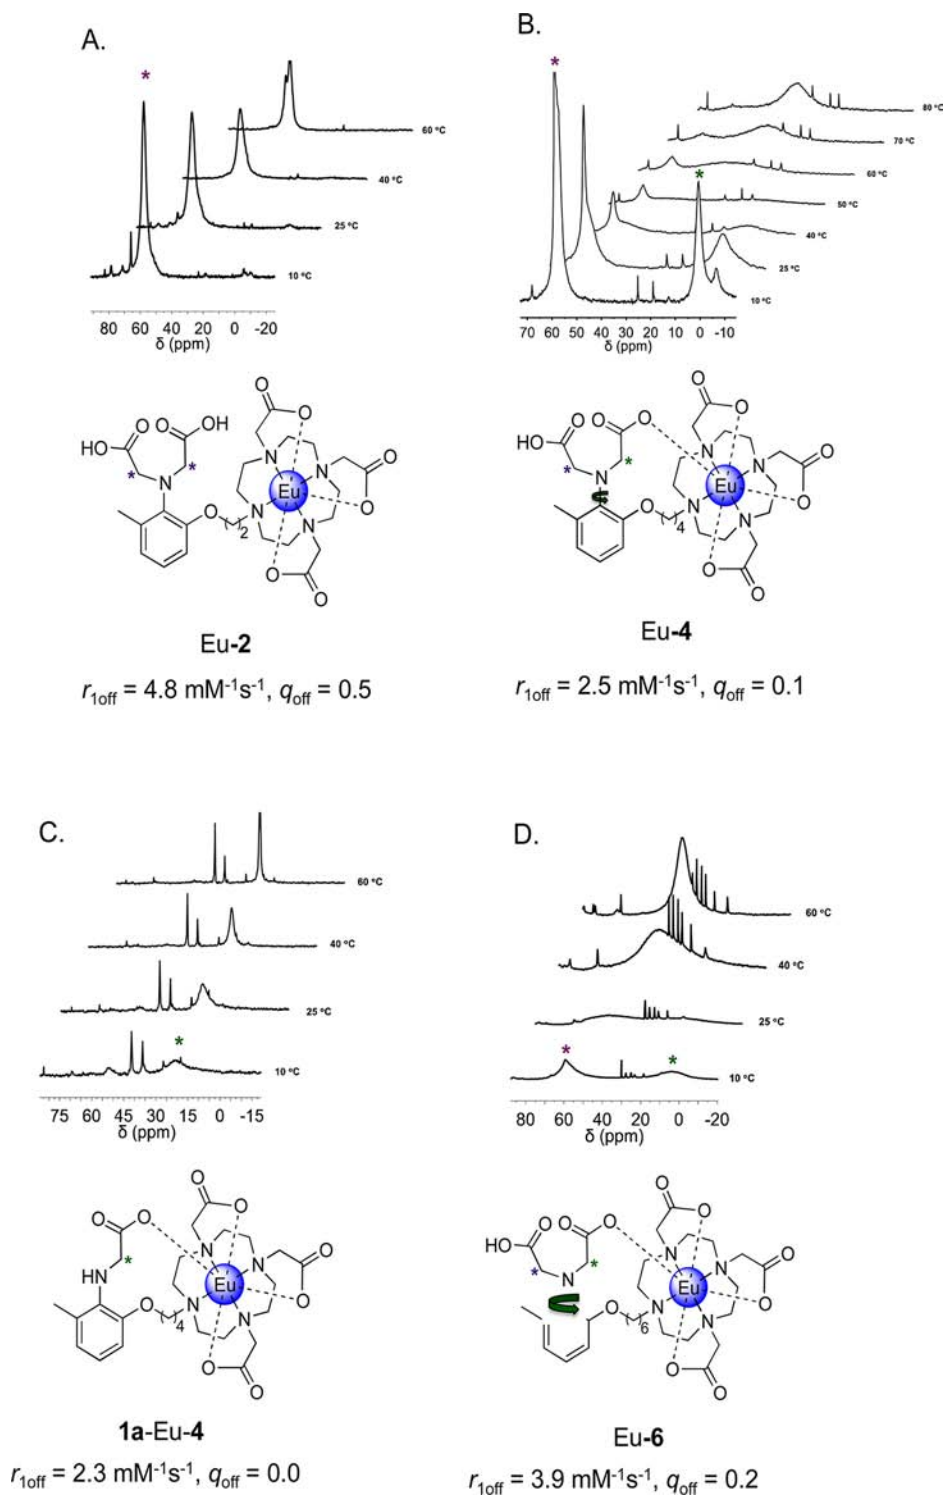 A.
*
60 °C
40 °C
25 °C
10 °C
80 60 40 20 0 -20
δ (ppm)
O OH
HO O
* *
N
O
2
N N N N
Eu
O O
O O
O O
Eu-2
r1off = 4.8 mM-1s-1, qoff = 0.5
B.
*
80 °C
70 °C
*
60 °C
50 °C
40 °C
25 °C
10 °C
70 60 50 40 30 20 10 0 -10
δ (ppm)
O O
HO O
* *
N
O
4
N N N N
Eu
O O
O O
O O
Eu-4
r1off = 2.5 mM-1s-1, qoff = 0.1
C.
60 °C
40 °C
25 °C
*
10 °C
75 60 45 30 15 0 -15
δ (ppm)
O O
*
HN
O
4
N N N N
Eu
O O
O O
O O
1a-Eu-4
r1off = 2.3 mM-1s-1, qoff = 0.0
D.
60 °C
40 °C
25 °C
* *
10 °C
80 60 40 20 0 -20
δ (ppm)
O O
HO O
* *
N
O
6
N N N N
Eu
O O
O O
O O
Eu-6
r1off = 3.9 mM-1s-1, qoff = 0.2